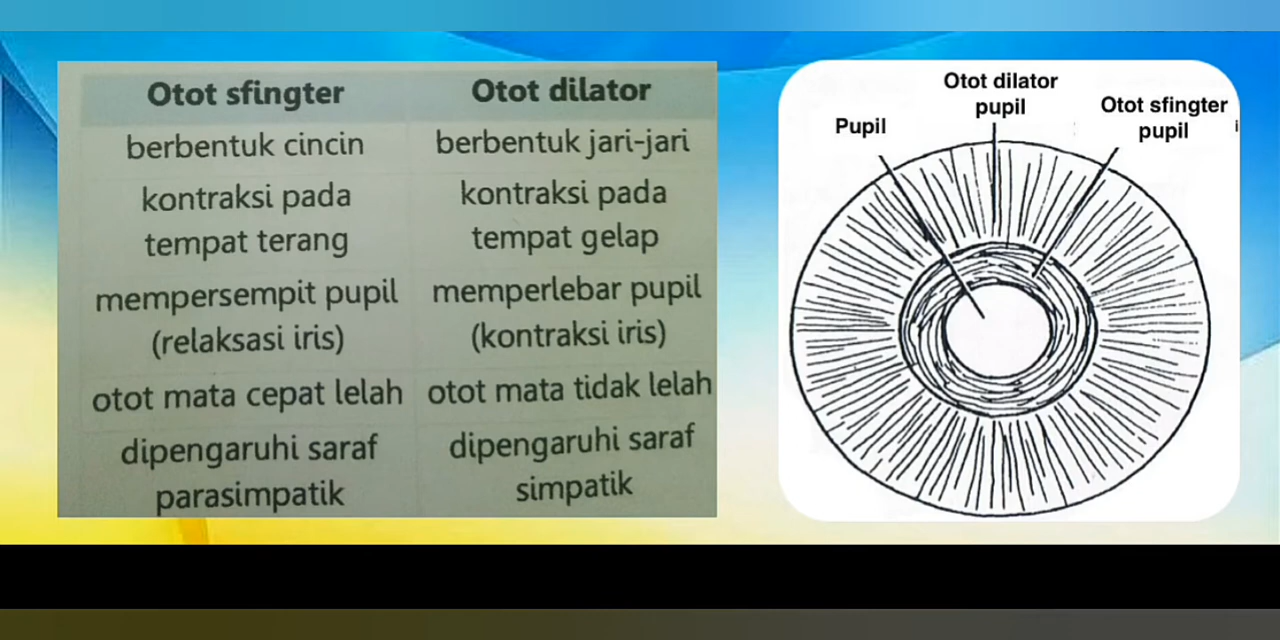 Otot sfingter
Otot dilator
berbentuk cincin
berbentuk jari-jari
kontraksi pada
tempat terang
kontraksi pada
tempat gelap
mempersempit pupil
(relaksasi iris)
memperlebar pupil
(kontraksi iris)
otot mata cepat lelah
otot mata tidak lelah
dipengaruhi saraf
parasimpatik
dipengaruhi saraf
simpatik
Otot dilator
pupil
Pupil
Otot sfingter
pupil
i